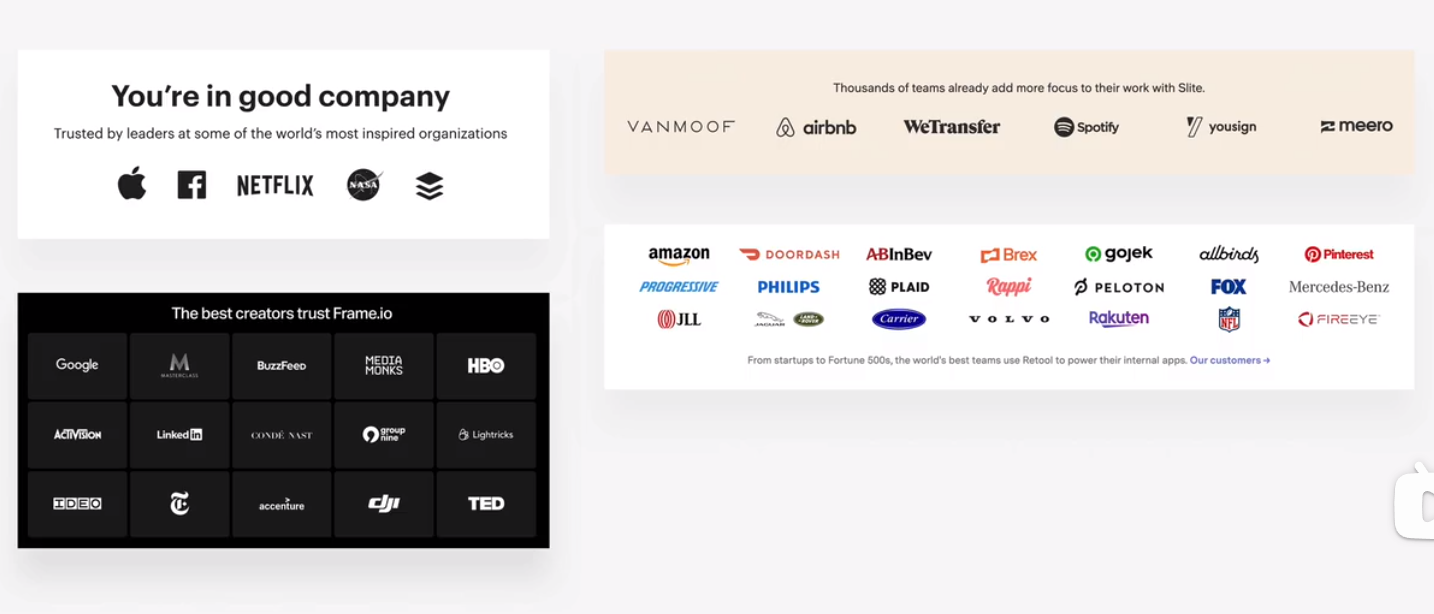 You're in good company
Trusted by leaders at some of the world's most inspired organizations
NETFLIX NASA
The best creators trust Frame.io
Google MASTERCLASS BuzzFeed MEDIA MONKS HBO
ACTIVISION LinkedIn CONDÉ NAST group nine Lightricks
IDEO T accenture dji TED
Thousands of teams already add more focus to their work with Slite.
VANMOOF airbnb WeTransfer Spotify yousign meero
amazon DOORDASH ABInBev Brex gojek allbirds Pinterest
PROGRESSIVE PHILIPS PLAID Rappi PELOTON FOX Mercedes-Benz
JLL JAGUAR LAND ROVER Carrier VOLVO Rakuten NFL FIREEYE
From startups to Fortune 500s, the world's best teams use Retool to power their internal apps. Our customers →